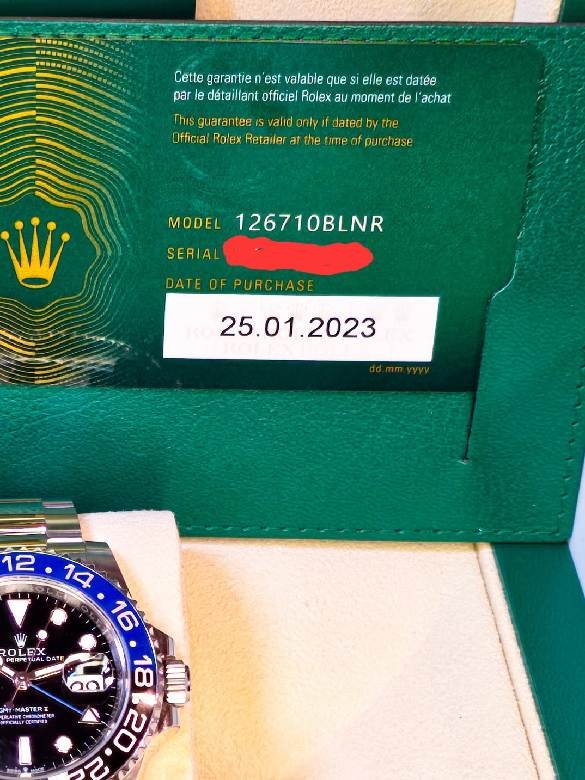 Cette garantie n'est valable que si elle est datée
par le détaillant officiel Rolex au moment de l'achat
This guarantee is valid only if dated by the
Official Rolex Retailer at the time of purchase
MODEL 126710BLNR
SERIAL
DATE OF PURCHASE
25.01.2023
dd.mm.yyyy
12 14 16 18 20 22
ROLEX
PERPETUAL DATE
GMT-MASTER II
OFFICIALLY CERTIFIED